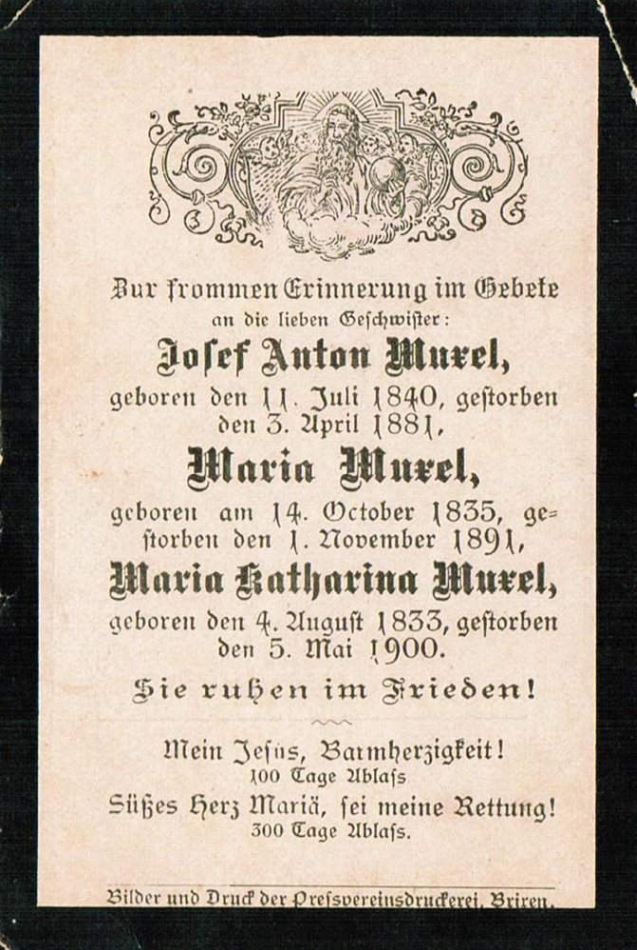 Zur frommen Erinnerung im Gebete
an die lieben Geschwister:
Josef Anton Murel,
geboren den 11. Juli 1840, gestorben
den 3. April 1881,
Maria Murel,
geboren am 14. October 1835, ge=
storben den 1. November 1891,
Maria Katharina Murel,
geboren den 4. August 1833, gestorben
den 5. Mai 1900.
Sie ruhen im Frieden!
Mein Jesus, Barmherzigkeit!
100 Tage Ablass
Süßes Herz Mariä, sei meine Rettung!
300 Tage Ablass.
Bilder und Druck der Pressvereinsdruckerei, Brixen.